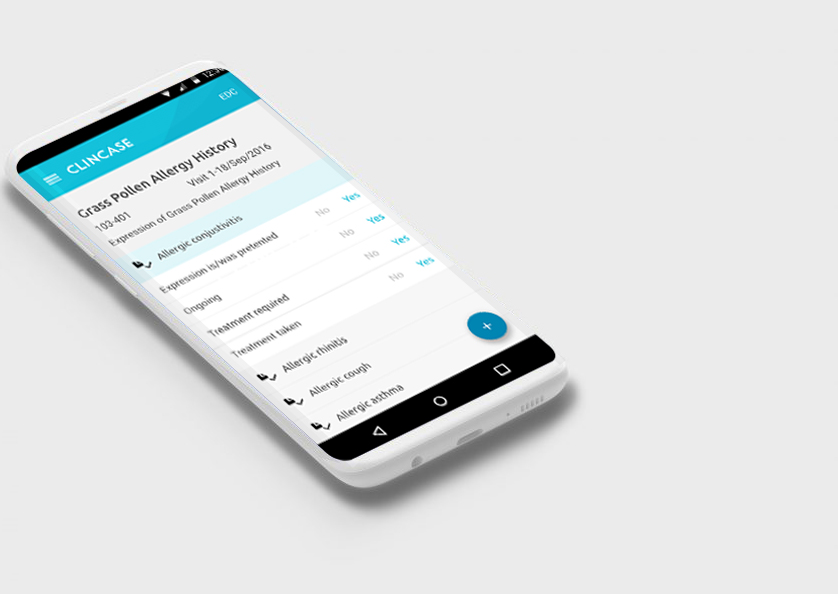 12:30
CLINCASE EDC
Grass Pollen Allergy History
103-401 Visit 1-18/Sep/2016
Expression of Grass Pollen Allergy History
Allergic conjustivitis
Expression is/was pretented No Yes
Ongoing No Yes
Treatment required No Yes
Treatment taken No Yes
Allergic rhinitis
Allergic cough
Allergic asthma